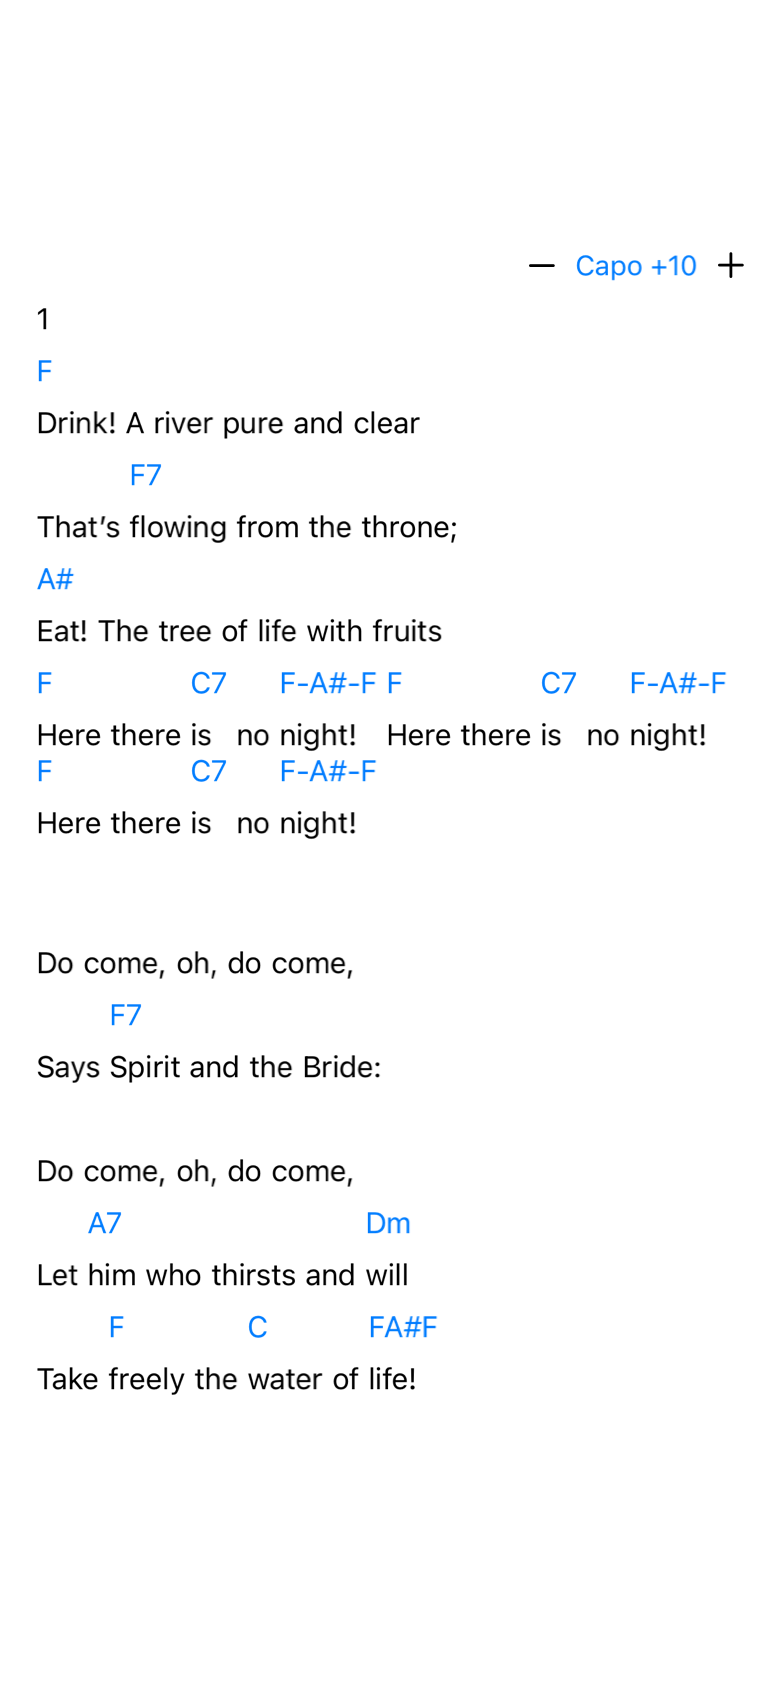 − Capo +10 +
1
F
Drink! A river pure and clear
F7
That’s flowing from the throne;
A#
Eat! The tree of life with fruits
F C7 F-A#-F F C7 F-A#-F
Here there is no night! Here there is no night!
F C7 F-A#-F
Here there is no night!
Do come, oh, do come,
F7
Says Spirit and the Bride:
Do come, oh, do come,
A7 Dm
Let him who thirsts and will
F C FA#F
Take freely the water of life!